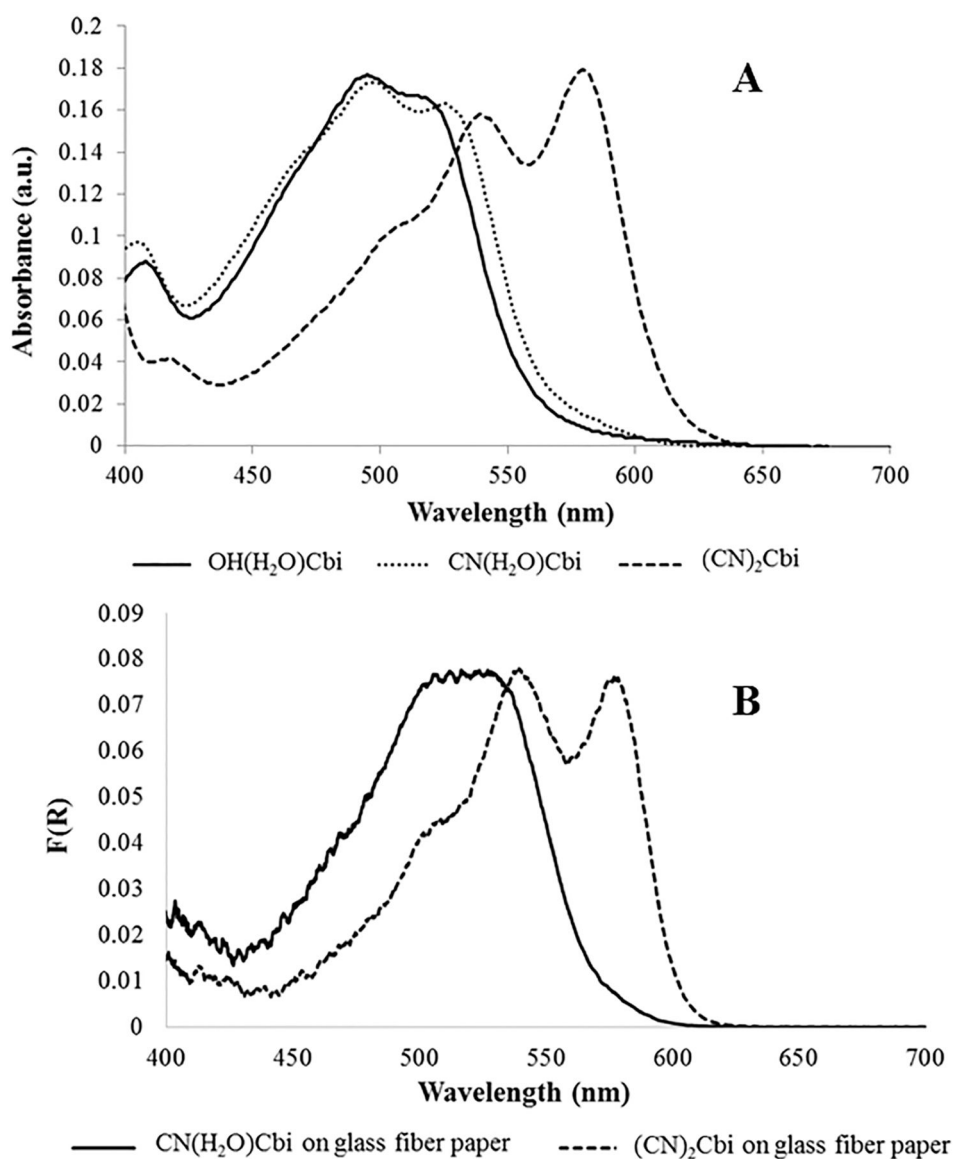 A
Absorbance (a.u.)
0.2
0.18
0.16
0.14
0.12
0.1
0.08
0.06
0.04
0.02
0
400 450 500 550 600 650 700
Wavelength (nm)
OH(H₂O)Cbi CN(H₂O)Cbi (CN)₂Cbi
B
F(R)
0.09
0.08
0.07
0.06
0.05
0.04
0.03
0.02
0.01
0
400 450 500 550 600 650 700
Wavelength (nm)
CN(H₂O)Cbi on glass fiber paper (CN)₂Cbi on glass fiber paper